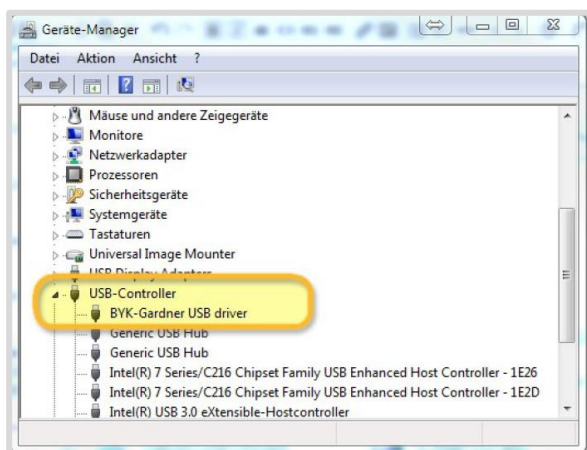 Geräte-Manager
Datei Aktion Ansicht ?
Mäuse und andere Zeigegeräte
Monitore
Netzwerkadapter
Prozessoren
Sicherheitsgeräte
Systemgeräte
Tastaturen
Universal Image Mounter
USB Display Adapters
USB-Controller
BYK-Gardner USB driver
Generic USB Hub
Generic USB Hub
Intel(R) 7 Series/C216 Chipset Family USB Enhanced Host Controller - 1E26
Intel(R) 7 Series/C216 Chipset Family USB Enhanced Host Controller - 1E2D
Intel(R) USB 3.0 eXtensible-Hostcontroller